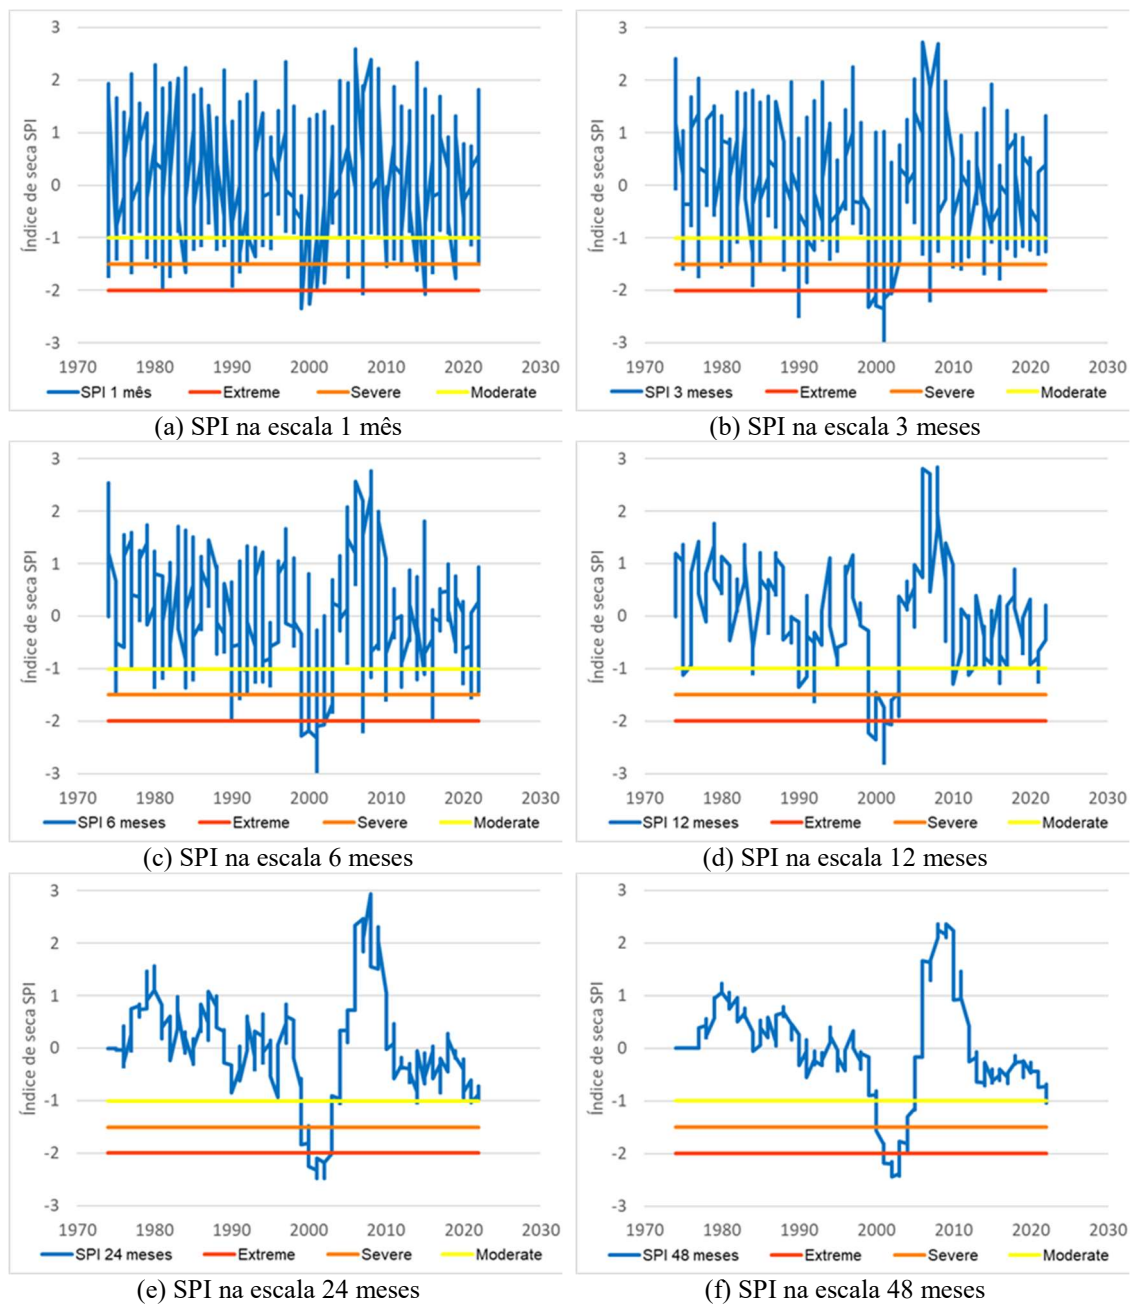 3
2
1
0
-1
-2
-3
Índice de seca SPI
1970 1980 1990 2000 2010 2020 2030
SPI 1 mês Extreme Severe Moderate
(a) SPI na escala 1 mês
3
2
1
0
-1
-2
-3
Índice de seca SPI
1970 1980 1990 2000 2010 2020 2030
SPI 3 meses Extreme Severe Moderate
(b) SPI na escala 3 meses
3
2
1
0
-1
-2
-3
Índice de seca SPI
1970 1980 1990 2000 2010 2020 2030
SPI 6 meses Extreme Severe Moderate
(c) SPI na escala 6 meses
3
2
1
0
-1
-2
-3
Índice de seca SPI
1970 1980 1990 2000 2010 2020 2030
SPI 12 meses Extreme Severe Moderate
(d) SPI na escala 12 meses
3
2
1
0
-1
-2
-3
Índice de seca SPI
1970 1980 1990 2000 2010 2020 2030
SPI 24 meses Extreme Severe Moderate
(e) SPI na escala 24 meses
3
2
1
0
-1
-2
-3
Índice de seca SPI
1970 1980 1990 2000 2010 2020 2030
SPI 48 meses Extreme Severe Moderate
(f) SPI na escala 48 meses